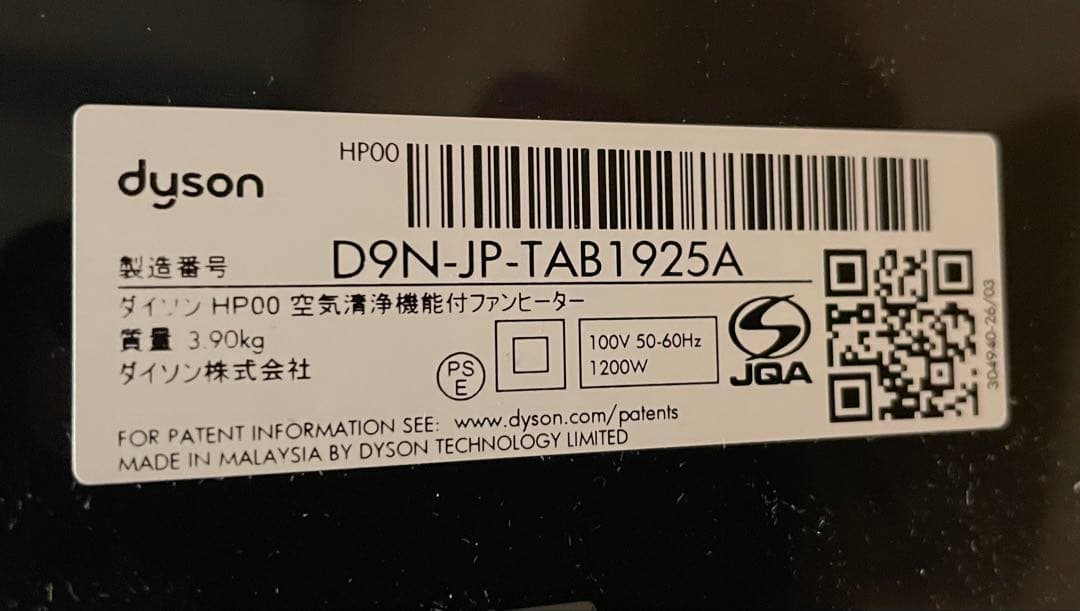 HP00
dyson
製造番号 D9N-JP-TAB1925A
ダイソン HP00 空気清浄機能付ファンヒーター
質量 3.90kg
ダイソン株式会社
PS
E
100V 50-60Hz
1200W
JQA
304940-26/03
FOR PATENT INFORMATION SEE: www.dyson.com/patents
MADE IN MALAYSIA BY DYSON TECHNOLOGY LIMITED